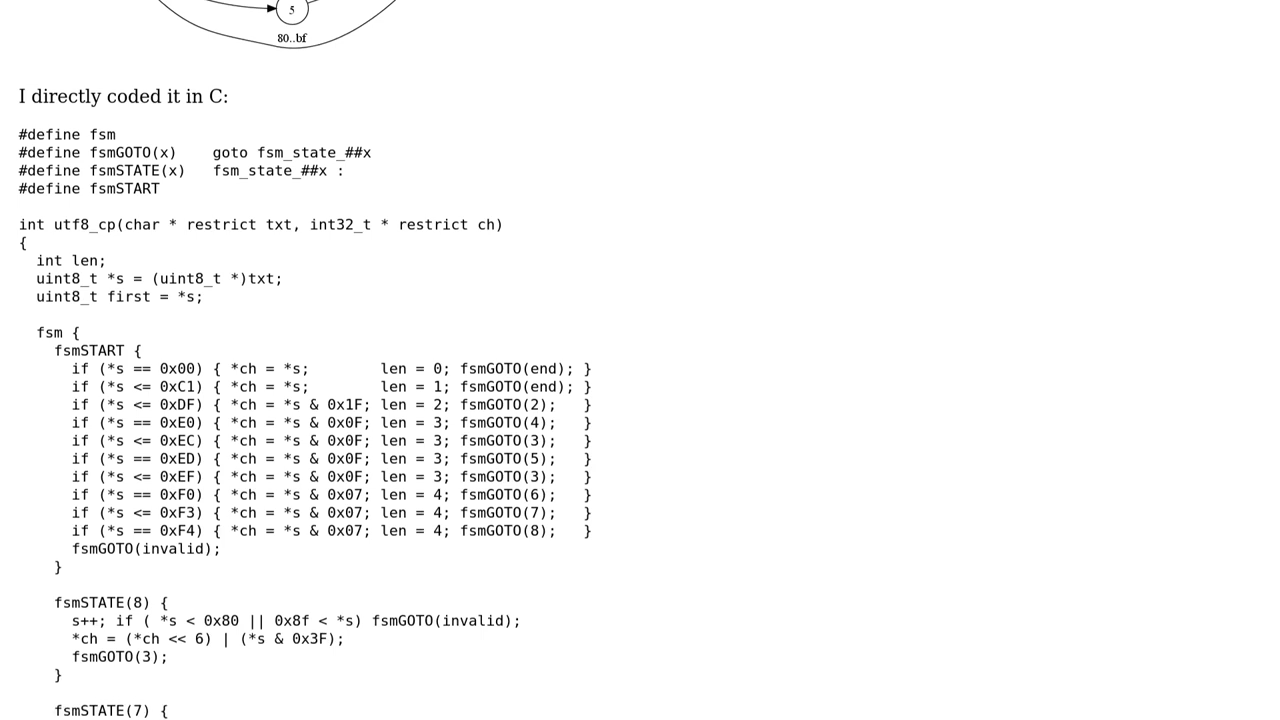 5
80..bf
I directly coded it in C:
#define fsm
#define fsmGOTO(x)    goto fsm_state_##x
#define fsmSTATE(x)   fsm_state_##x :
#define fsmSTART
int utf8_cp(char * restrict txt, int32_t * restrict ch)
{
  int len;
  uint8_t *s = (uint8_t *)txt;
  uint8_t first = *s;
  fsm {
    fsmSTART {
      if (*s == 0x00) { *ch = *s;        len = 0; fsmGOTO(end); }
      if (*s <= 0xC1) { *ch = *s;        len = 1; fsmGOTO(end); }
      if (*s <= 0xDF) { *ch = *s & 0x1F; len = 2; fsmGOTO(2);   }
      if (*s == 0xE0) { *ch = *s & 0x0F; len = 3; fsmGOTO(4);   }
      if (*s <= 0xEC) { *ch = *s & 0x0F; len = 3; fsmGOTO(3);   }
      if (*s == 0xED) { *ch = *s & 0x0F; len = 3; fsmGOTO(5);   }
      if (*s <= 0xEF) { *ch = *s & 0x0F; len = 3; fsmGOTO(3);   }
      if (*s == 0xF0) { *ch = *s & 0x07; len = 4; fsmGOTO(6);   }
      if (*s <= 0xF3) { *ch = *s & 0x07; len = 4; fsmGOTO(7);   }
      if (*s == 0xF4) { *ch = *s & 0x07; len = 4; fsmGOTO(8);   }
      fsmGOTO(invalid);
    }
    fsmSTATE(8) {
      s++; if ( *s < 0x80 || 0x8f < *s) fsmGOTO(invalid);
      *ch = (*ch << 6) | (*s & 0x3F);
      fsmGOTO(3);
    }
    fsmSTATE(7) {